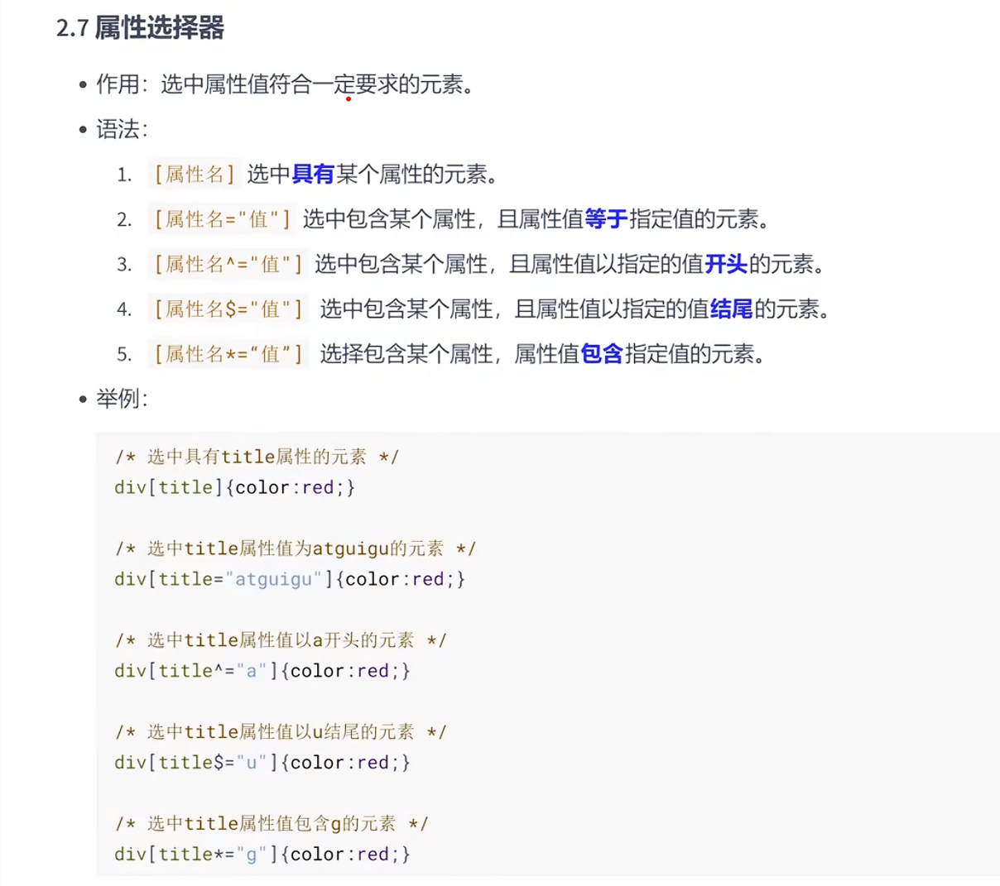 2.7 属性选择器
• 作用：选中属性值符合一定要求的元素。
• 语法：
1. [属性名] 选中具有某个属性的元素。
2. [属性名="值"] 选中包含某个属性，且属性值等于指定值的元素。
3. [属性名^="值"] 选中包含某个属性，且属性值以指定的值开头的元素。
4. [属性名$="值"] 选中包含某个属性，且属性值以指定的值结尾的元素。
5. [属性名*=“值”] 选择包含某个属性，属性值包含指定值的元素。
• 举例：
/* 选中具有title属性的元素 */
div[title]{color:red;}
/* 选中title属性值为atguigu的元素 */
div[title="atguigu"]{color:red;}
/* 选中title属性值以a开头的元素 */
div[title^="a"]{color:red;}
/* 选中title属性值以u结尾的元素 */
div[title$="u"]{color:red;}
/* 选中title属性值包含g的元素 */
div[title*="g"]{color:red;}